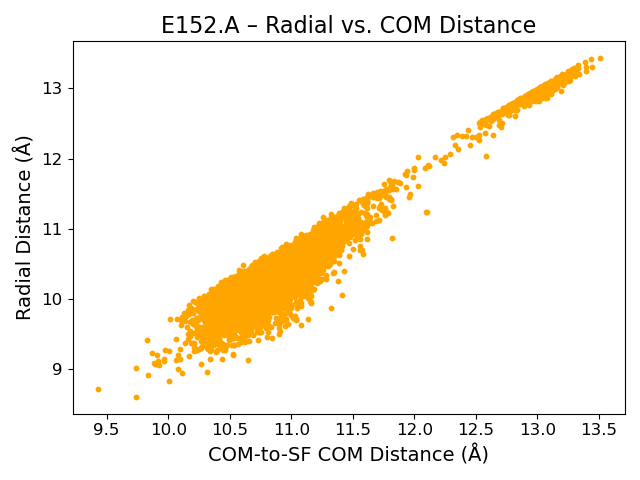 E152.A – Radial vs. COM Distance
Radial Distance (Å)
13
12
11
10
9
9.5 10.0 10.5 11.0 11.5 12.0 12.5 13.0 13.5
COM-to-SF COM Distance (Å)